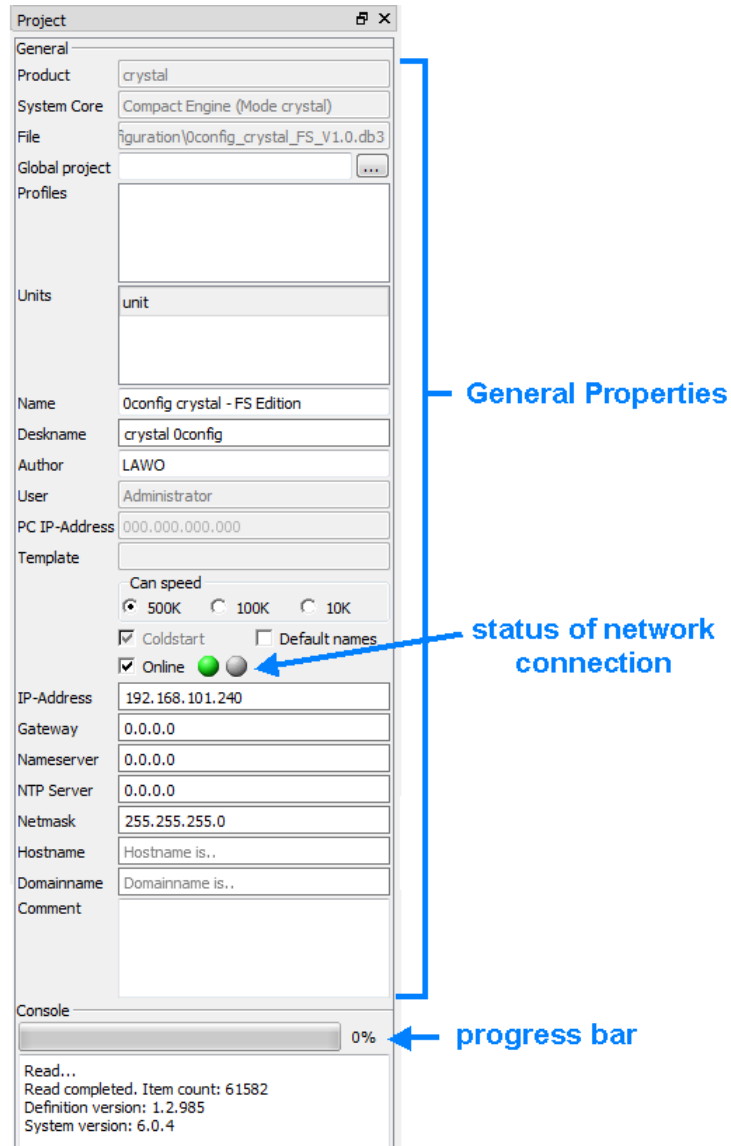 Project
General
Product crystal
System Core Compact Engine (Mode crystal)
File figuration\0config_crystal_FS_V1.0.db3
Global project ...
Profiles
Units unit
General Properties
Name 0config crystal - FS Edition
Deskname crystal 0config
Author LAWO
User Administrator
PC IP-Address 000.000.000.000
Template
Can speed
500K 100K 10K
Coldstart Default names
Online
status of network
connection
IP-Address 192.168.101.240
Gateway 0.0.0.0
Nameserver 0.0.0.0
NTP Server 0.0.0.0
Netmask 255.255.255.0
Hostname Hostname is..
Domainname Domainname is..
Comment
Console
0%
progress bar
Read...
Read completed. Item count: 61582
Definition version: 1.2.985
System version: 6.0.4